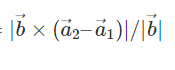 = |b⃗ × (a⃗₂–a⃗₁)|/|b⃗|